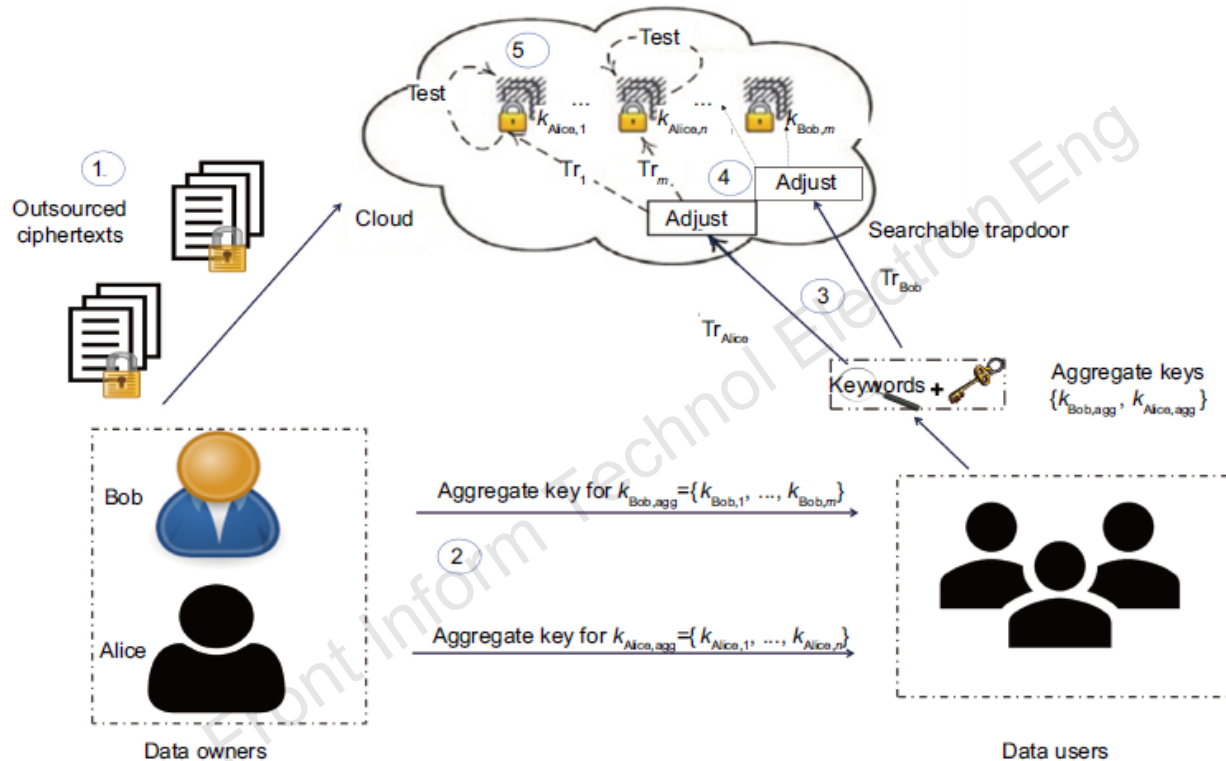 5
Test
Test
...
...
k_Alice,1
k_Alice,n
k_Bob,m
1.
Outsourced
ciphertexts
Tr_1
Tr_m
4
Adjust
Cloud
Adjust
Searchable trapdoor
3
Tr_Bob
Tr_Alice
Keywords +
Aggregate keys
{k_Bob,agg , k_Alice,agg}
Bob
Aggregate key for k_Bob,agg={k_Bob,1, ..., k_Bob,m}
2
Alice
Aggregate key for k_Alice,agg={k_Alice,1, ..., k_Alice,n}
Data owners
Data users
Front Inform Technol Electron Eng